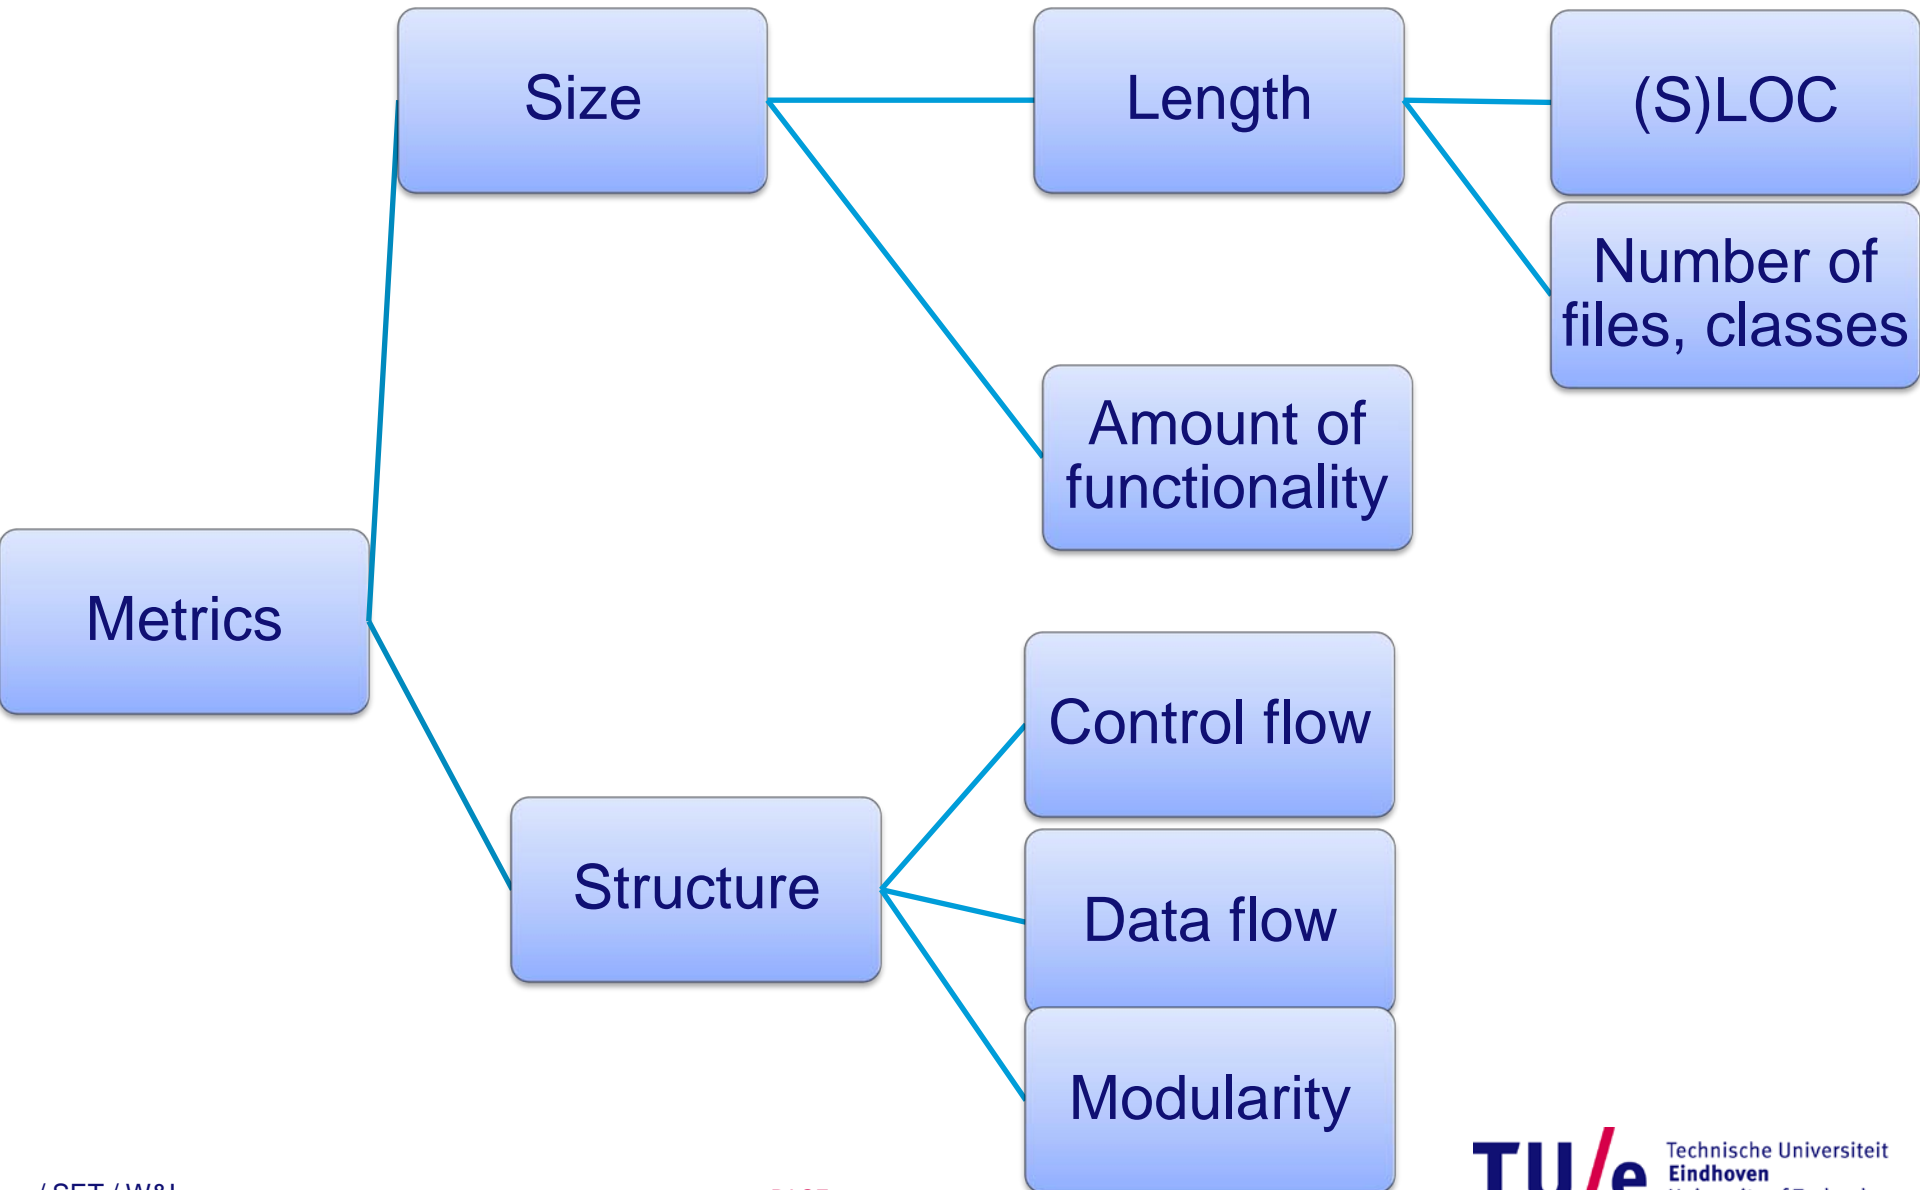 Size
Length
(S)LOC
Number of
files, classes
Amount of
functionality
Metrics
Control flow
Structure
Data flow
Modularity
/ SET / W&I
TU/e
Technische Universiteit
Eindhoven